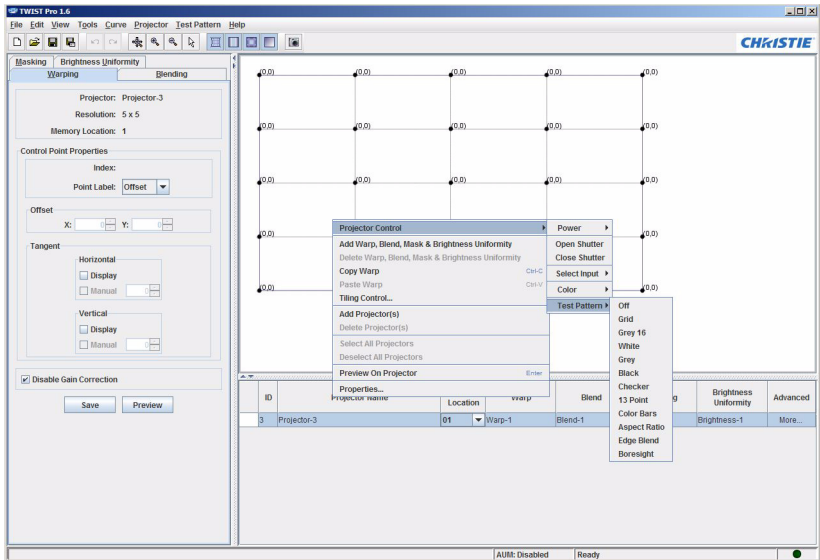 TWIST Pro 1.6
File Edit View Tools Curve Projector Test Pattern Help
CHRISTIE
Masking Brightness Uniformity
Warping Blending
Projector: Projector-3
Resolution: 5 x 5
Memory Location: 1
Control Point Properties
Index:
Point Label: Offset
Offset
X: 0 Y: 0
Tangent
Horizontal
Display
Manual 0
Vertical
Display
Manual 0
Disable Gain Correction
Save Preview
(0,0) (0,0) (0,0) (0,0) (0,0)
(0,0) (0,0) (0,0) (0,0) (0,0)
(0,0) (0,0) (0,0) (0,0) (0,0)
(0,0) (0,0)
(0,0) (0,0)
Projector Control
Add Warp, Blend, Mask & Brightness Uniformity
Delete Warp, Blend, Mask & Brightness Uniformity
Copy Warp Ctrl-C
Paste Warp Ctrl-V
Tiling Control...
Add Projector(s)
Delete Projector(s)
Select All Projectors
Deselect All Projectors
Preview On Projector Enter
Properties...
Power
Open Shutter
Close Shutter
Select Input
Color
Test Pattern
Off
Grid
Grey 16
White
Grey
Black
Checker
13 Point
Color Bars
Aspect Ratio
Edge Blend
Boresight
ID Projector Name Location Warp Blend g Brightness Uniformity Advanced
3 Projector-3 01 Warp-1 Blend-1 Brightness-1 More...
AUM: Disabled Ready